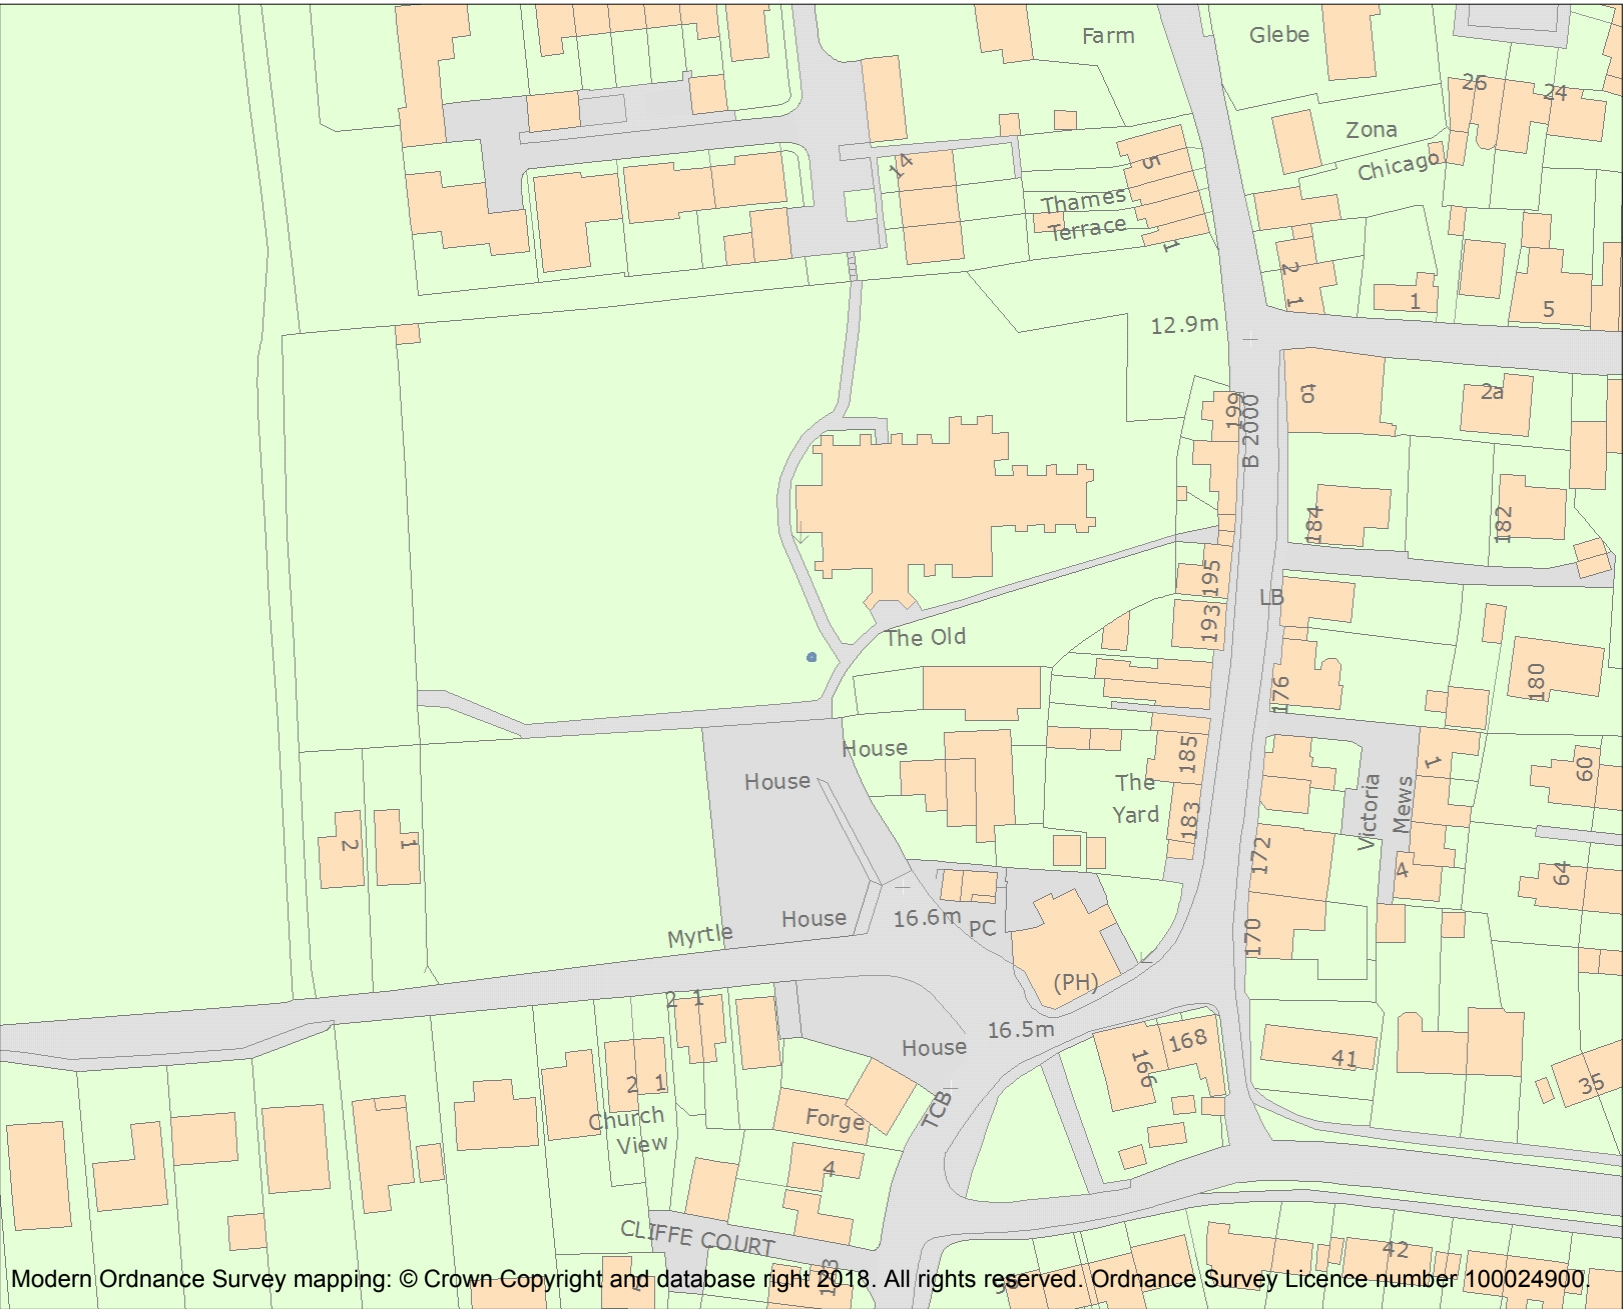 Farm
Glebe
26
24
Zona
Chicago
14
5
Thames
Terrace
1
2
1
1
5
12.9m
199
B 2000
2a
184
182
195
LB
193
The Old
176
180
House
185
House
The
Yard
183
Victoria
Mews
1
60
2
1
172
4
64
House
16.6m
PC
Myrtle
170
(PH)
2 1
16.5m
House
168
166
41
35
2 1
TCB
Church
View
Forge
4
CLIFFE COURT
42
Modern Ordnance Survey mapping: © Crown Copyright and database right 2018. All rights reserved. Ordnance Survey Licence number 100024900.